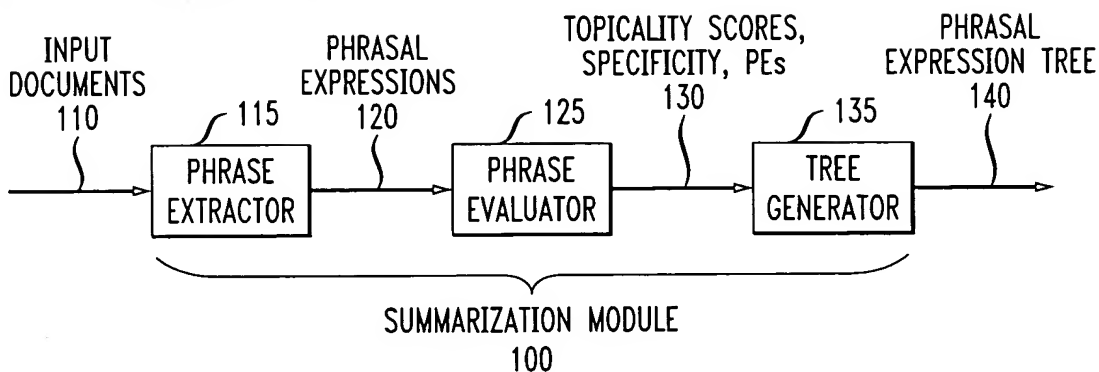 INPUT
DOCUMENTS
110
PHRASAL
EXPRESSIONS
120
TOPICALITY SCORES,
SPECIFICITY, PEs
130
PHRASAL
EXPRESSION TREE
140
115
125
135
PHRASE
EXTRACTOR
PHRASE
EVALUATOR
TREE
GENERATOR
SUMMARIZATION MODULE
100